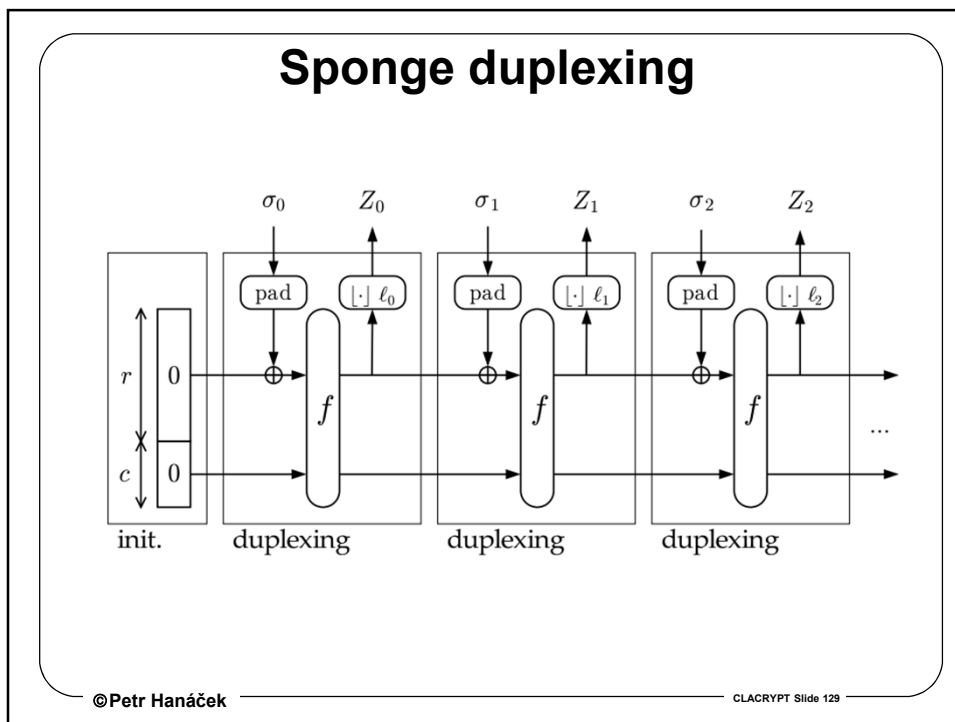 Sponge duplexing
σ₀ Z₀ σ₁ Z₁ σ₂ Z₂
pad ⌊·⌋ ℓ₀ pad ⌊·⌋ ℓ₁ pad ⌊·⌋ ℓ₂
r 0 f f f
...
c 0
init. duplexing duplexing duplexing
©Petr Hanáček CLACRYPT Slide 129